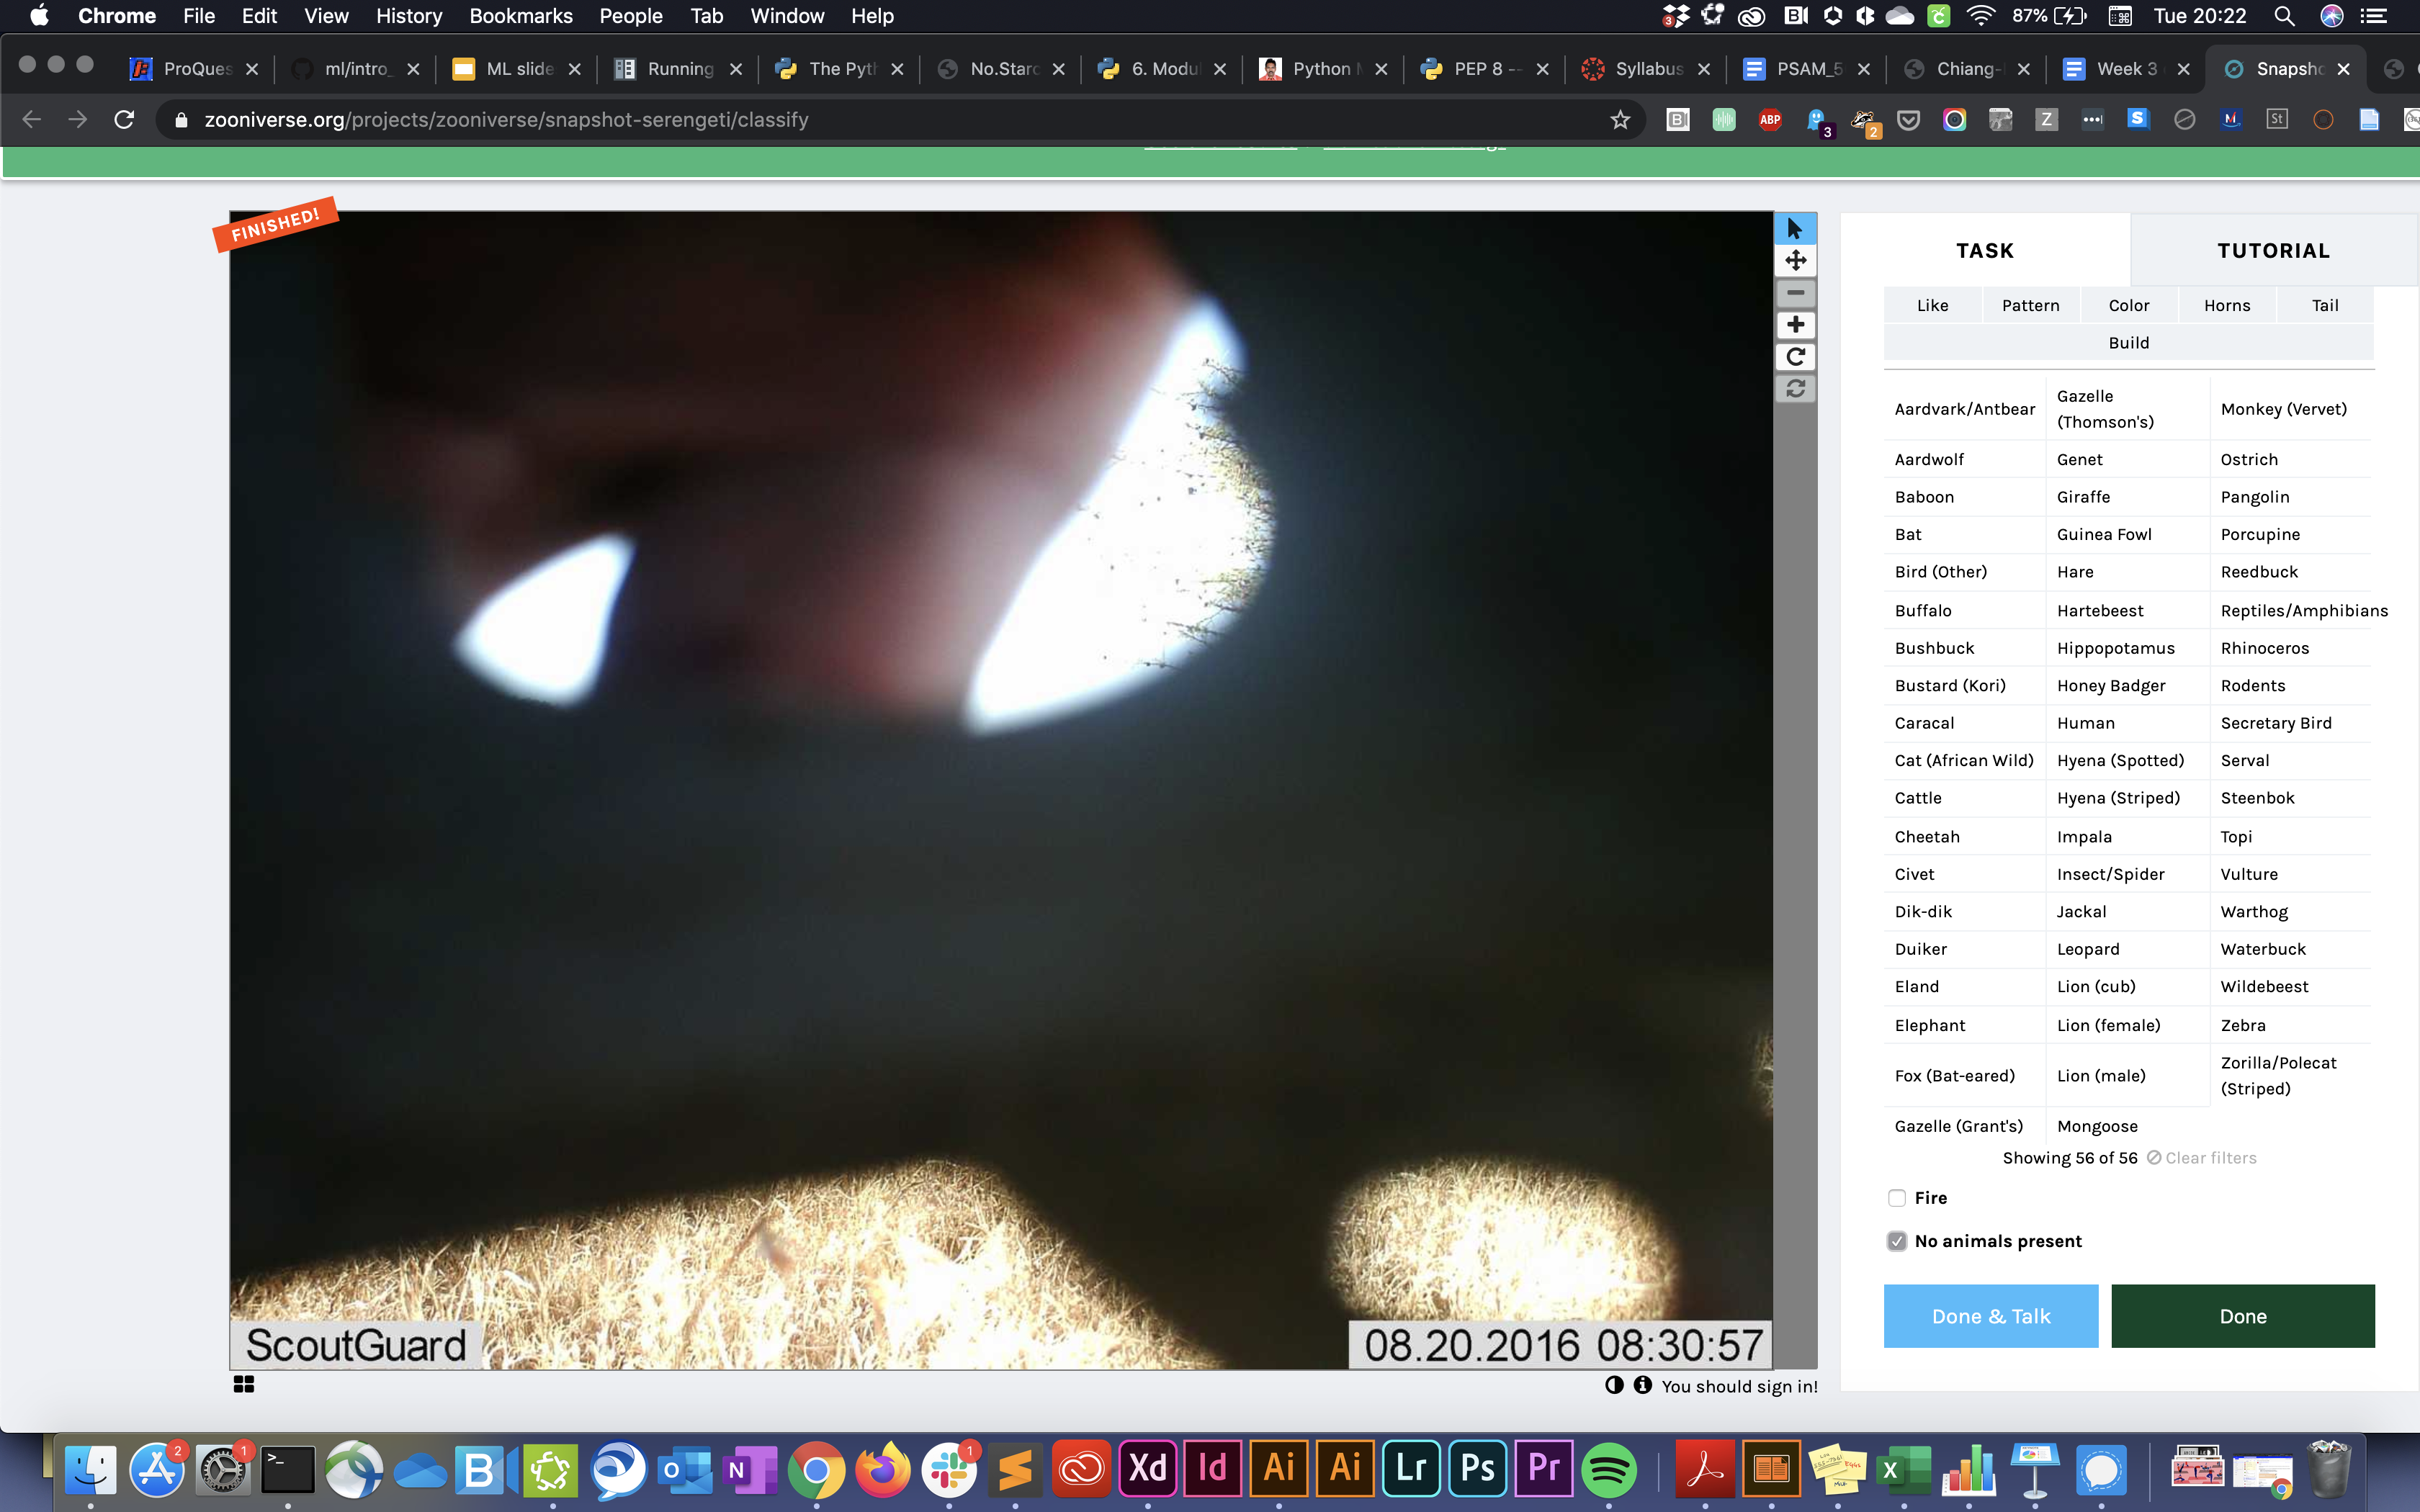 Chrome File Edit View History Bookmarks People Tab Window Help 87% Tue 20:22
ProQues ml/intro_ ML slide Running The Pyth No.Starc 6. Modul Python M PEP 8 -- Syllabus PSAM_5 Chiang- Week 3 Snapsho
zooniverse.org/projects/zooniverse/snapshot-serengeti/classify
FINISHED!
TASK TUTORIAL
Like Pattern Color Horns Tail
Build
Aardvark/Antbear
Aardwolf
Baboon
Bat
Bird (Other)
Buffalo
Bushbuck
Bustard (Kori)
Caracal
Cat (African Wild)
Cattle
Cheetah
Civet
Dik-dik
Duiker
Eland
Elephant
Fox (Bat-eared)
Gazelle (Grant's)
Gazelle
(Thomson's)
Genet
Giraffe
Guinea Fowl
Hare
Hartebeest
Hippopotamus
Honey Badger
Human
Hyena (Spotted)
Hyena (Striped)
Impala
Insect/Spider
Jackal
Leopard
Lion (cub)
Lion (female)
Lion (male)
Mongoose
Monkey (Vervet)
Ostrich
Pangolin
Porcupine
Reedbuck
Reptiles/Amphibians
Rhinoceros
Rodents
Secretary Bird
Serval
Steenbok
Topi
Vulture
Warthog
Waterbuck
Wildebeest
Zebra
Zorilla/Polecat
(Striped)
Showing 56 of 56 Clear filters
Fire
No animals present
Done & Talk Done
ScoutGuard 08.20.2016 08:30:57
You should sign in!